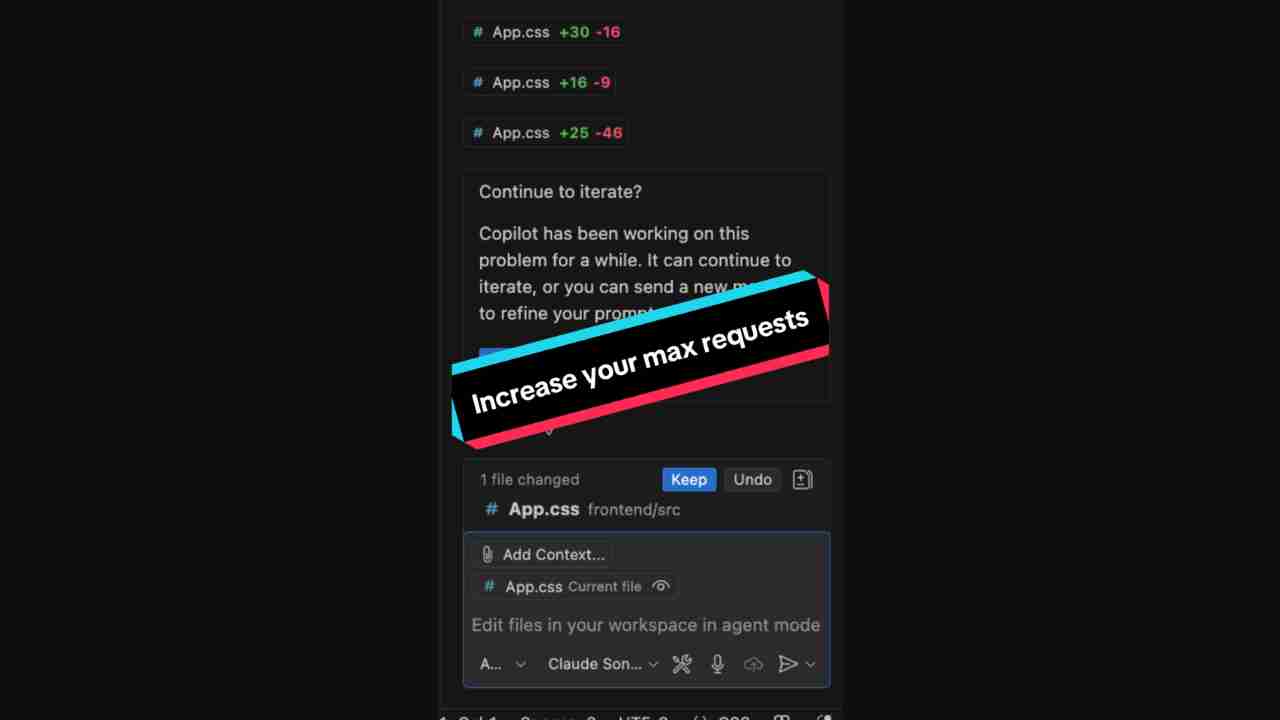 # App.css +30 -16
# App.css +16 -9
# App.css +25 -46
Continue to iterate?
Copilot has been working on this
problem for a while. It can continue to
iterate, or you can send a new
to refine your prompt
Increase your max requests
1 file changed Keep Undo
# App.css frontend/src
Add Context...
# App.css Current file
Edit files in your workspace in agent mode
A... Claude Son...